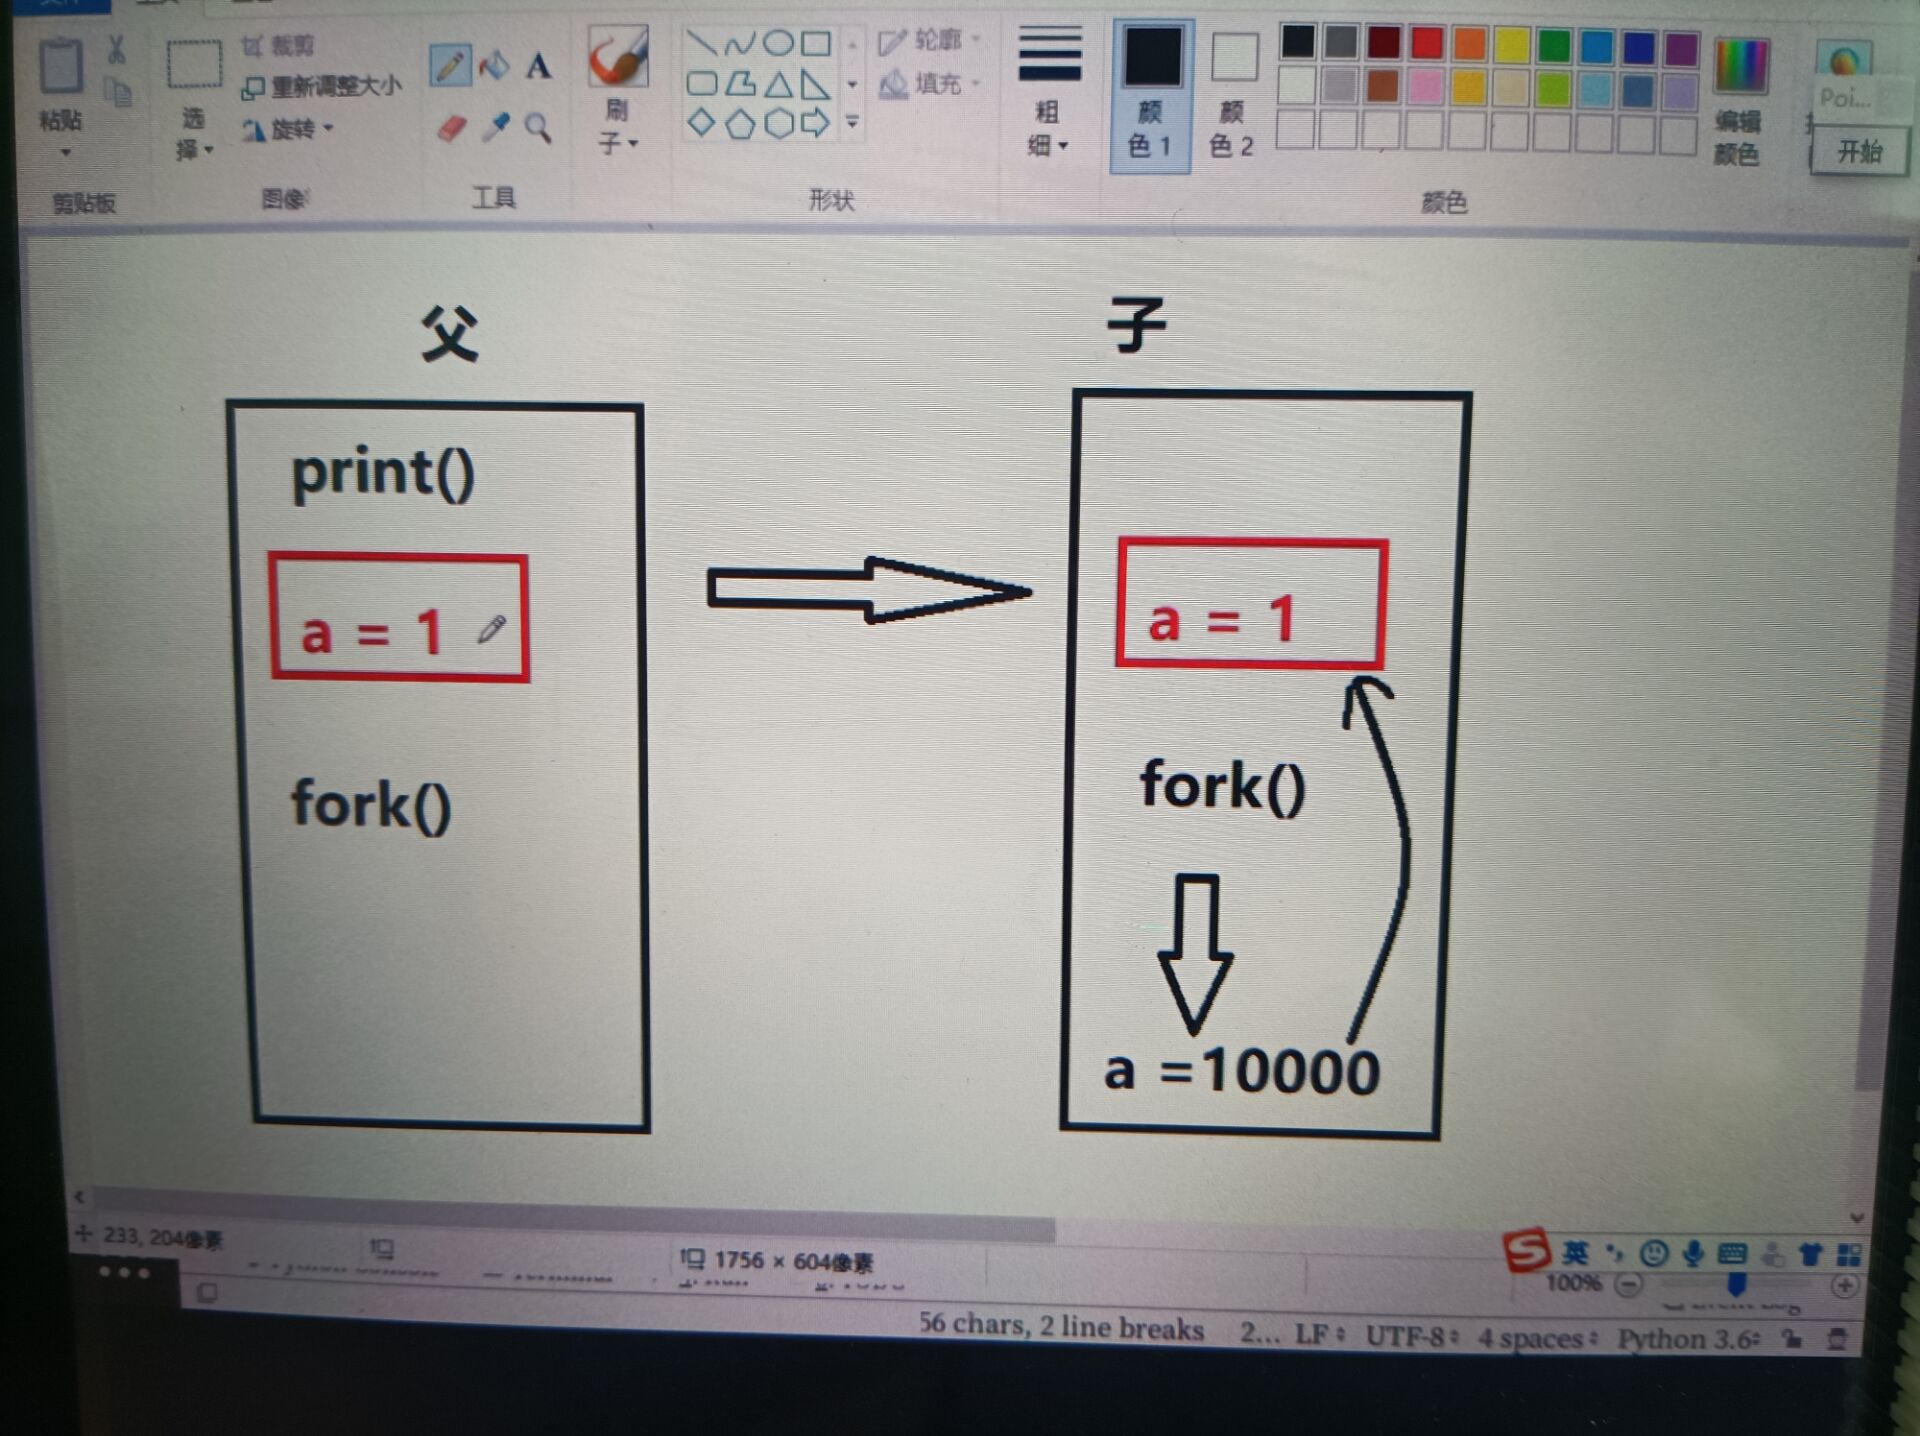 粘贴
剪贴板
选
择
裁剪
重新调整大小
旋转
图像
A
工具
刷
子
形状
轮廓
填充
粗
细
颜
色 1
颜
色 2
颜色
编辑
颜色
Poi...
开始
父
子
print()
a = 1
a = 1
fork()
fork()
a =10000
233, 204像素
1756 × 604像素
英
100%
56 chars, 2 line breaks 2... LF UTF-8 4 spaces Python 3.6